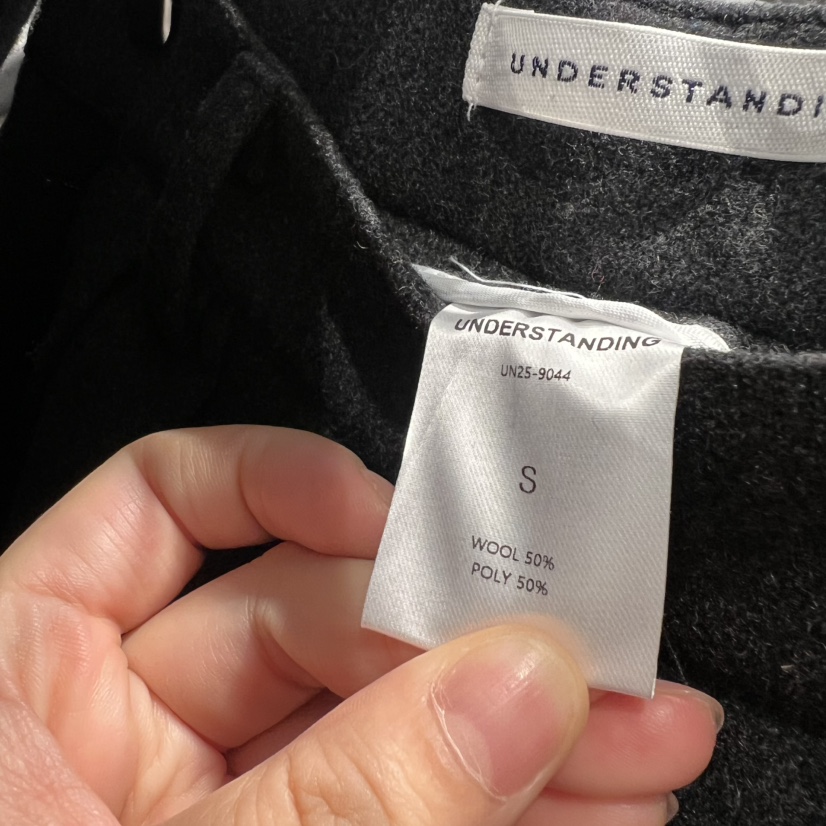 UNDERSTANDI
UNDERSTANDING
UN25-9044
S
WOOL 50%
POLY 50%